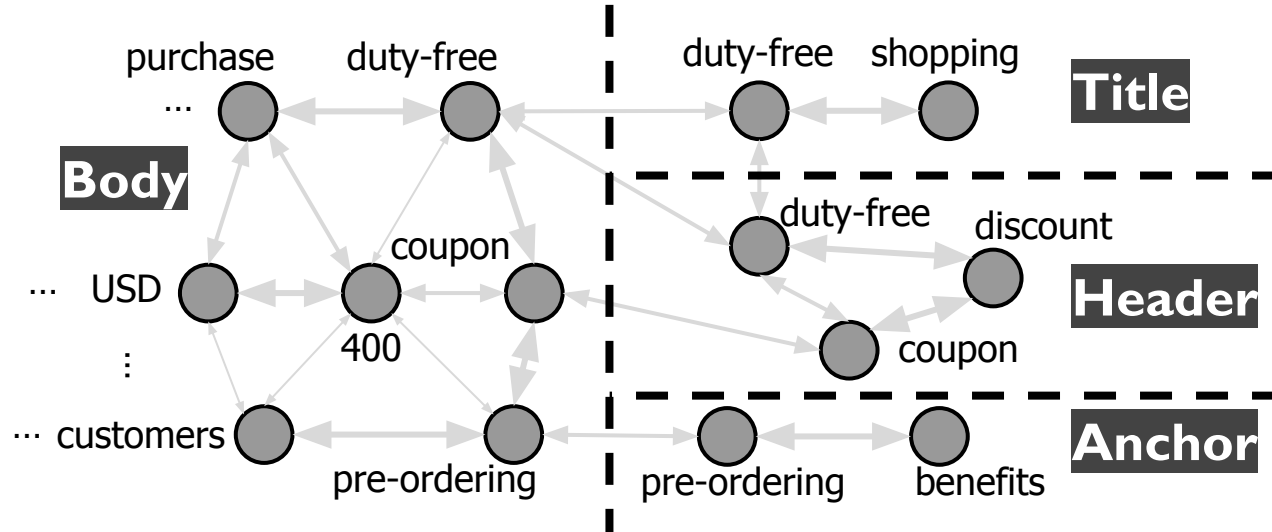 purchase
duty-free
...
Body
coupon
... USD
400
...
... customers
pre-ordering
duty-free
shopping
Title
duty-free
discount
Header
coupon
Anchor
pre-ordering
benefits